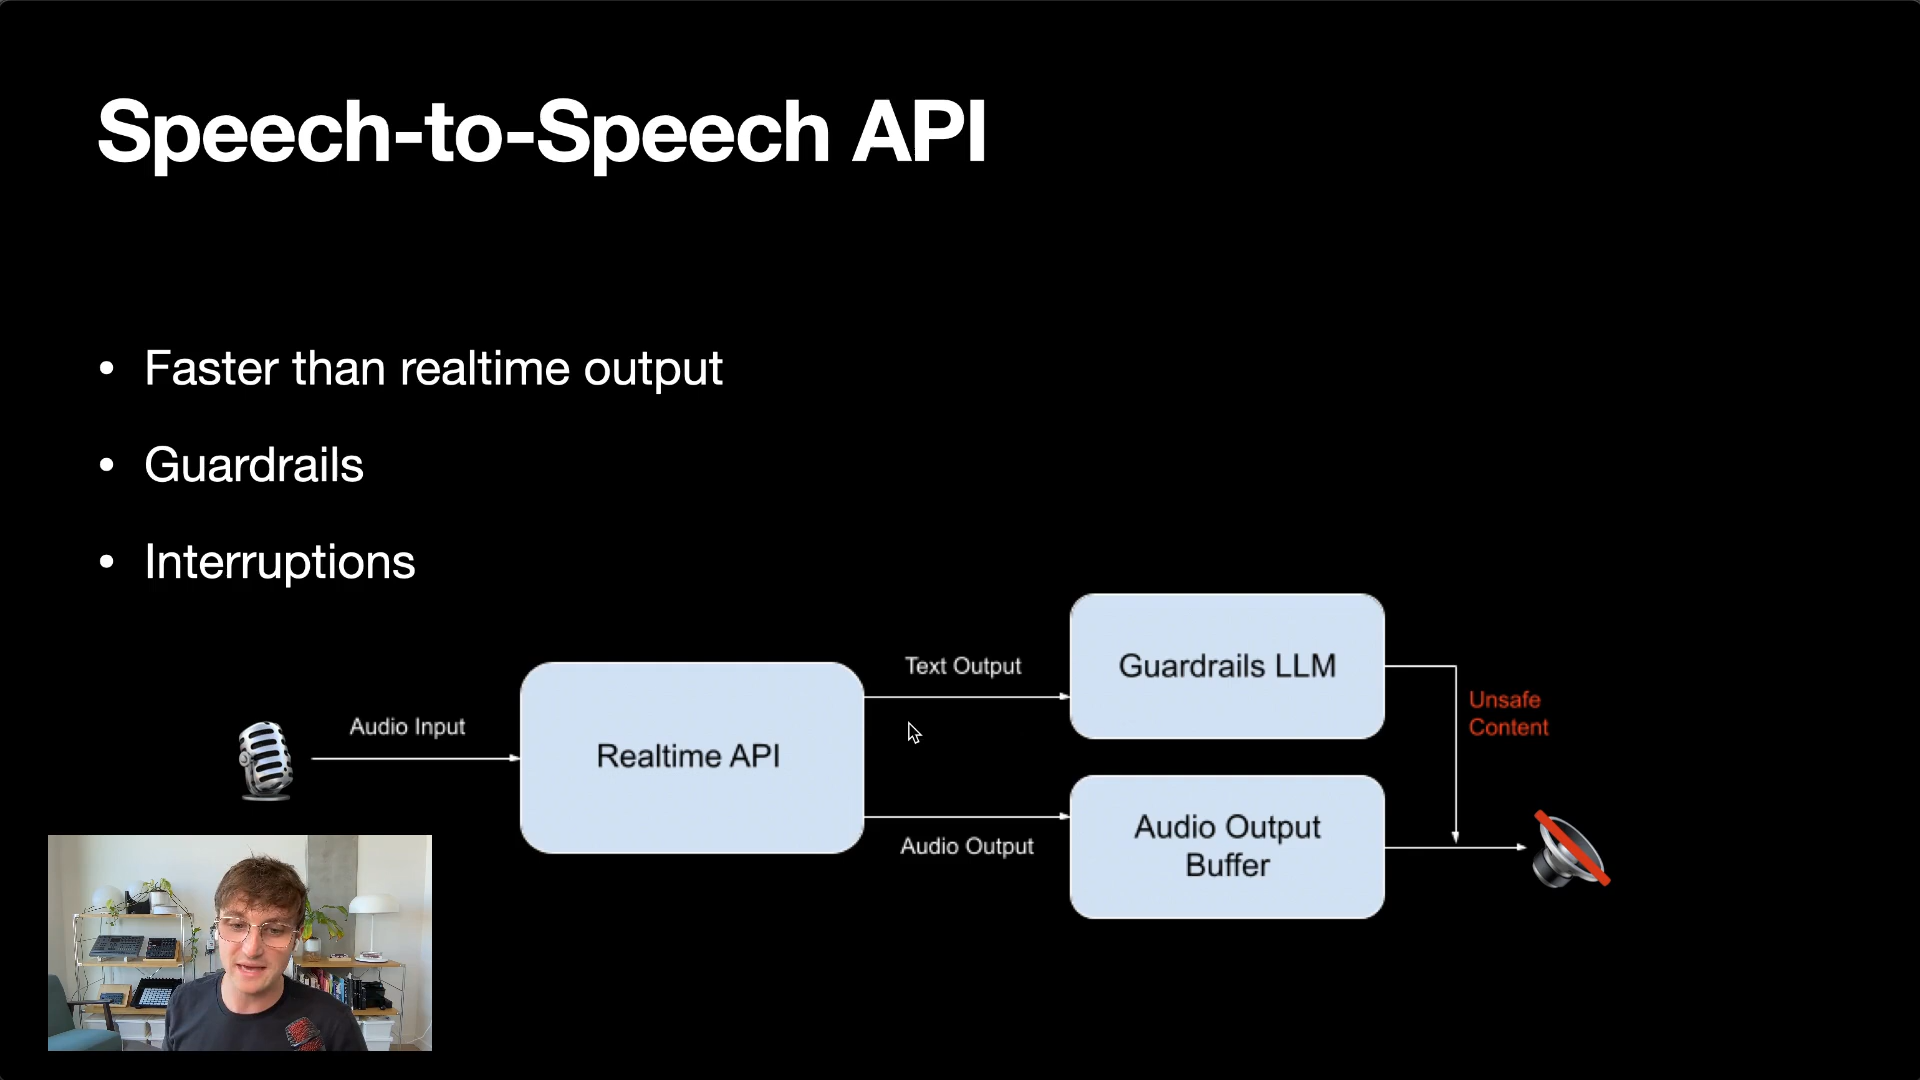 Speech-to-Speech API
• Faster than realtime output
• Guardrails
• Interruptions
Audio Input
Realtime API
Text Output
Audio Output
Guardrails LLM
Audio Output
Buffer
Unsafe
Content